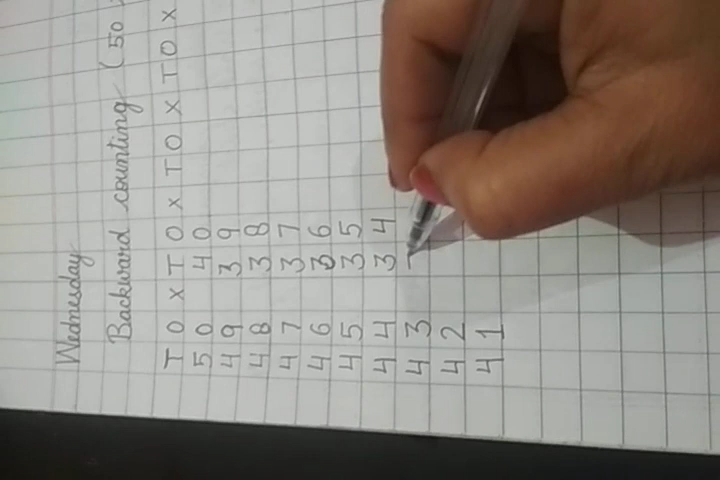 Wednesday
Backward counting (50
T O x T O x T O x T O x T O x
5 0 4 0
4 9 3 9
4 8 3 8
4 7 3 7
4 6 3 6
4 5 3 5
4 4 3 4
4 3
4 2
4 1